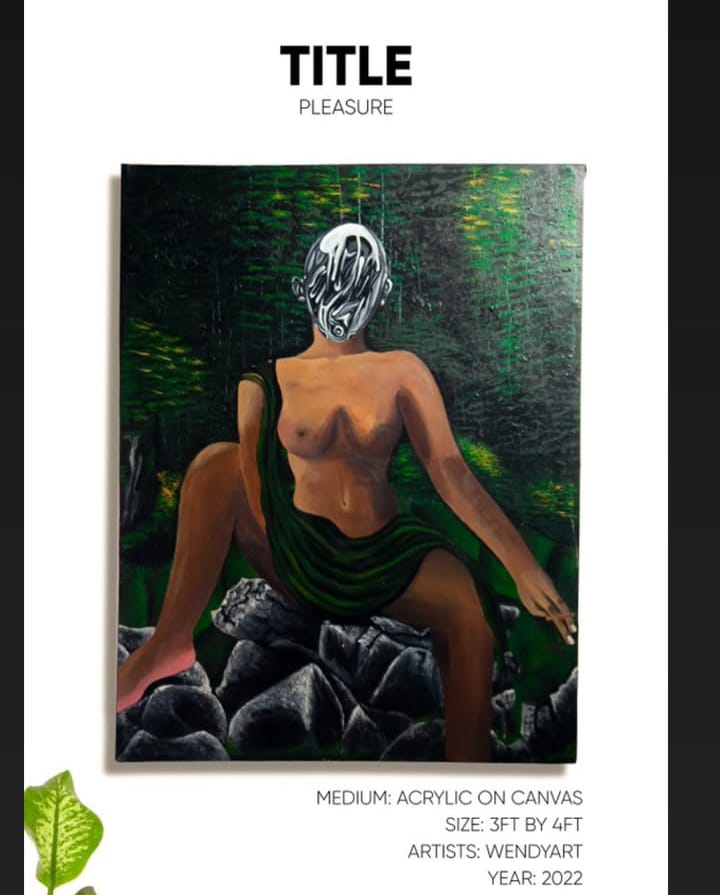 TITLE
PLEASURE
MEDIUM: ACRYLIC ON CANVAS
SIZE: 3FT BY 4FT
ARTISTS: WENDYART
YEAR: 2022